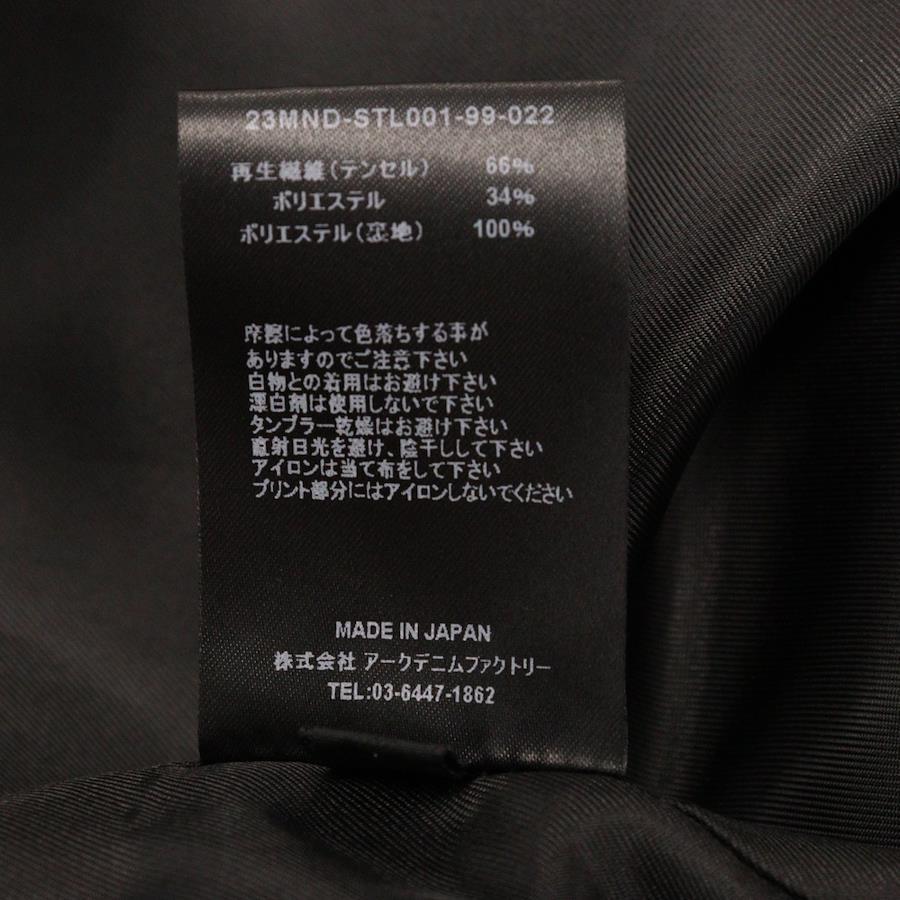 23MND-STL001-99-022
再生繊維(テンセル) 66%
ポリエステル 34%
ポリエステル(裏地) 100%
摩擦によって色落ちする事が
ありますのでご注意下さい
白物との着用はお避け下さい
漂白剤は使用しないで下さい
タンブラー乾燥はお避け下さい
直射日光を避け、陰干しして下さい
アイロンは当て布をして下さい
プリント部分にはアイロンしないでください
MADE IN JAPAN
株式会社 アークデニムファクトリー
TEL:03-6447-1862